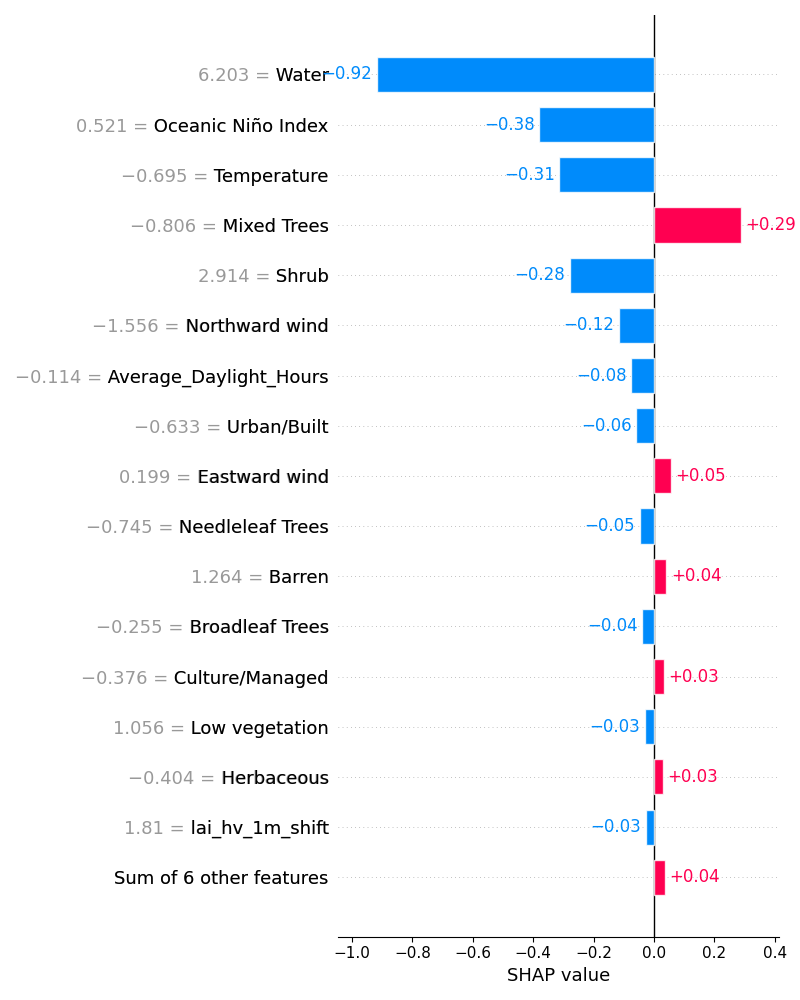 6.203 = Water −0.92
0.521 = Oceanic Niño Index −0.38
−0.695 = Temperature −0.31
−0.806 = Mixed Trees +0.29
2.914 = Shrub −0.28
−1.556 = Northward wind −0.12
−0.114 = Average_Daylight_Hours −0.08
−0.633 = Urban/Built −0.06
0.199 = Eastward wind +0.05
−0.745 = Needleleaf Trees −0.05
1.264 = Barren +0.04
−0.255 = Broadleaf Trees −0.04
−0.376 = Culture/Managed +0.03
1.056 = Low vegetation −0.03
−0.404 = Herbaceous +0.03
1.81 = lai_hv_1m_shift −0.03
Sum of 6 other features +0.04
−1.0 −0.8 −0.6 −0.4 −0.2 0.0 0.2 0.4
SHAP value